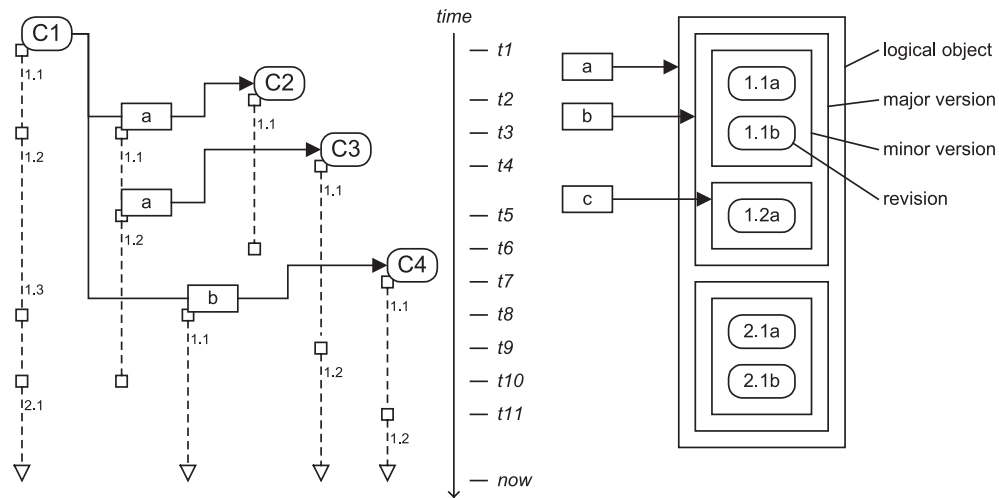 C1
1.1
1.2
1.3
2.1
a
1.1
a
1.2
C2
1.1
C3
1.1
1.2
b
1.1
C4
1.1
1.2
time
t1
t2
t3
t4
t5
t6
t7
t8
t9
t10
t11
now
a
b
c
1.1a
1.1b
1.2a
2.1a
2.1b
logical object
major version
minor version
revision